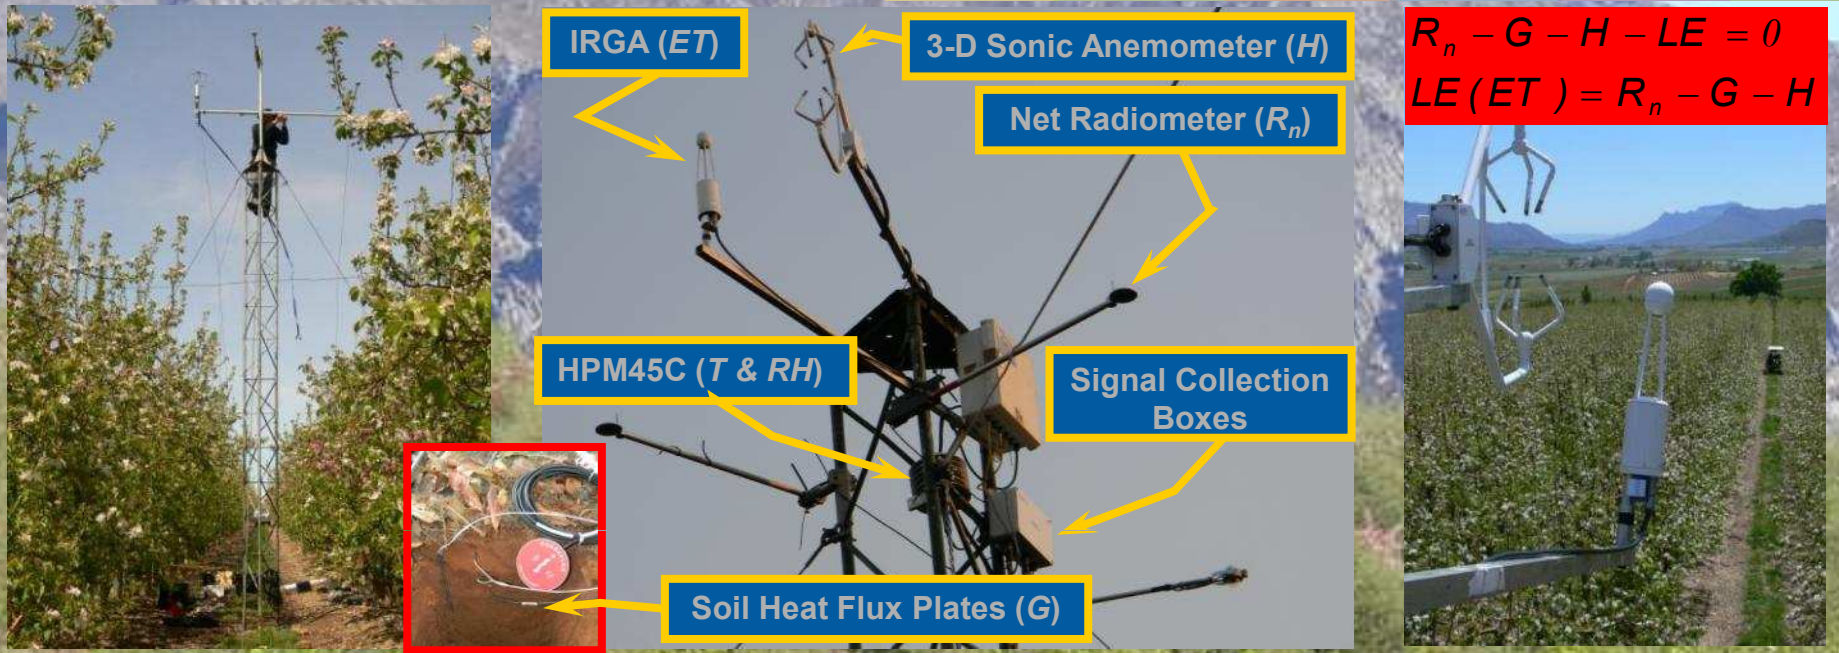 IRGA (ET)
3-D Sonic Anemometer (H)
Net Radiometer (Rₙ)
HPM45C (T & RH)
Signal Collection
Boxes
Soil Heat Flux Plates (G)
Rₙ − G − H − LE = 0
LE (ET ) = Rₙ − G − H